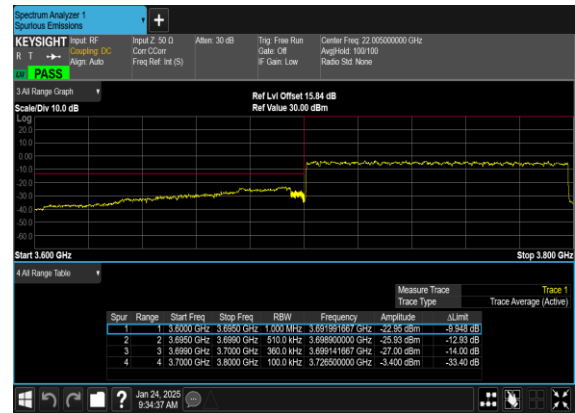 Spectrum Analyzer 1
Spurious Emissions
KEYSIGHT
R T
LW PASS
Input: RF
Coupling: DC
Align: Auto
Input Z: 50 Ω
Corr CCorr
Freq Ref: Int (S)
Atten: 30 dB
Trig: Free Run
Gate: Off
IF Gain: Low
Center Freq: 22.005000000 GHz
Avg|Hold: 100/100
Radio Std: None
3 All Range Graph
Scale/Div 10.0 dB
Ref Lvl Offset 15.84 dB
Ref Value 30.00 dBm
Log
20.0
10.0
0.00
-10.0
-20.0
-30.0
-40.0
-50.0
-60.0
Start 3.600 GHz
Stop 3.800 GHz
4 All Range Table
Measure Trace Trace 1
Trace Type Trace Average (Active)
Spur Range Start Freq Stop Freq RBW Frequency Amplitude ΔLimit
1 1 3.6000 GHz 3.6950 GHz 1.000 MHz 3.691991667 GHz -22.95 dBm -9.948 dB
2 2 3.6950 GHz 3.6990 GHz 510.0 kHz 3.698900000 GHz -25.93 dBm -12.93 dB
3 3 3.6990 GHz 3.7000 GHz 360.0 kHz 3.699141667 GHz -27.00 dBm -14.00 dB
4 4 3.7000 GHz 3.8000 GHz 100.0 kHz 3.726500000 GHz -3.400 dBm -33.40 dB
Jan 24, 2025
9:34:37 AM